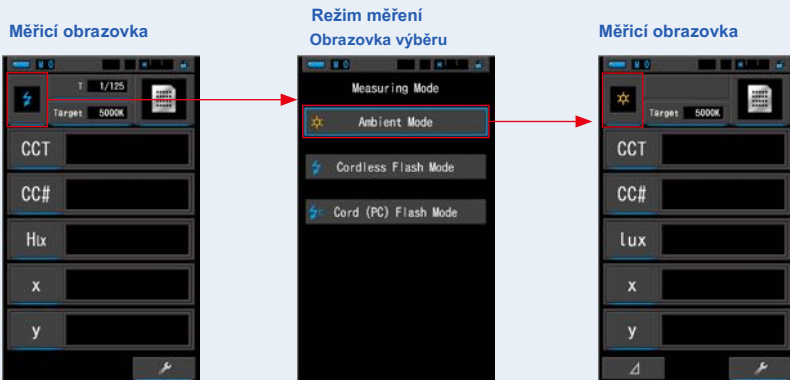 Měřicí obrazovka
T 1/125
Target 5000K
CCT
CC#
Hlx
x
y
Režim měření
Obrazovka výběru
Measuring Mode
Ambient Mode
Cordless Flash Mode
C Cord (PC) Flash Mode
Měřicí obrazovka
Target 5000K
CCT
CC#
lux
x
y